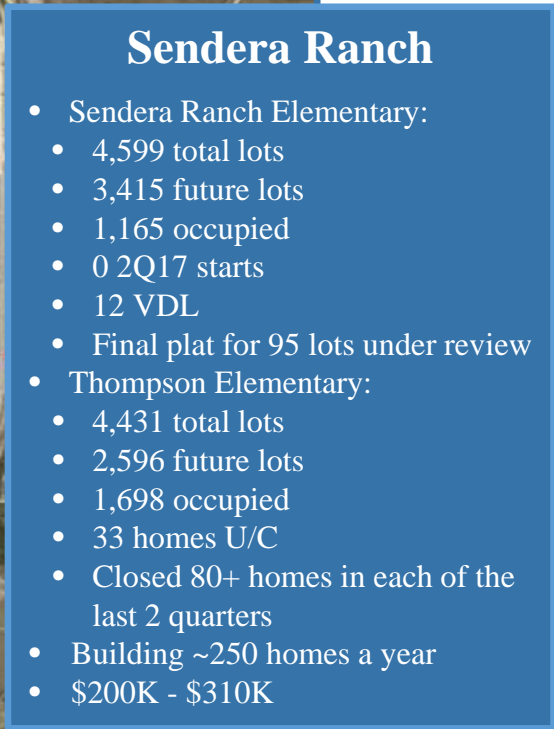 Sendera Ranch
• Sendera Ranch Elementary:
• 4,599 total lots
• 3,415 future lots
• 1,165 occupied
• 0 2Q17 starts
• 12 VDL
• Final plat for 95 lots under review
• Thompson Elementary:
• 4,431 total lots
• 2,596 future lots
• 1,698 occupied
• 33 homes U/C
• Closed 80+ homes in each of the
last 2 quarters
• Building ~250 homes a year
• $200K - $310K